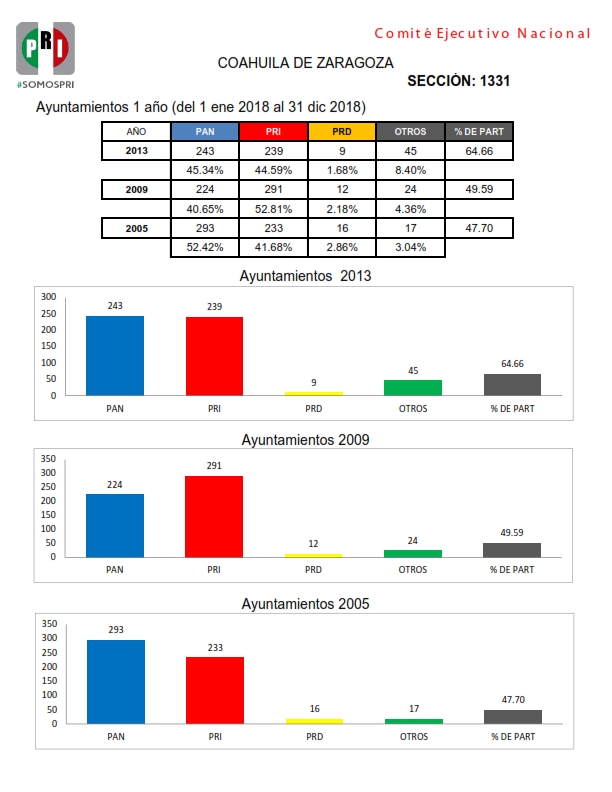 Comité Ejecutivo Nacional
PRI
#SOMOSPRI
COAHUILA DE ZARAGOZA
SECCIÓN: 1331
Ayuntamientos 1 año (del 1 ene 2018 al 31 dic 2018)
AÑO PAN PRI PRD OTROS % DE PART
2013 243 239 9 45 64.66
45.34% 44.59% 1.68% 8.40%
2009 224 291 12 24 49.59
40.65% 52.81% 2.18% 4.36%
2005 293 233 16 17 47.70
52.42% 41.68% 2.86% 3.04%
Ayuntamientos 2013
300
250
200
150
100
50
0
243 239 9 45 64.66
PAN PRI PRD OTROS % DE PART
Ayuntamientos 2009
350
300
250
200
150
100
50
0
224 291 12 24 49.59
PAN PRI PRD OTROS % DE PART
Ayuntamientos 2005
350
300
250
200
150
100
50
0
293 233 16 17 47.70
PAN PRI PRD OTROS % DE PART